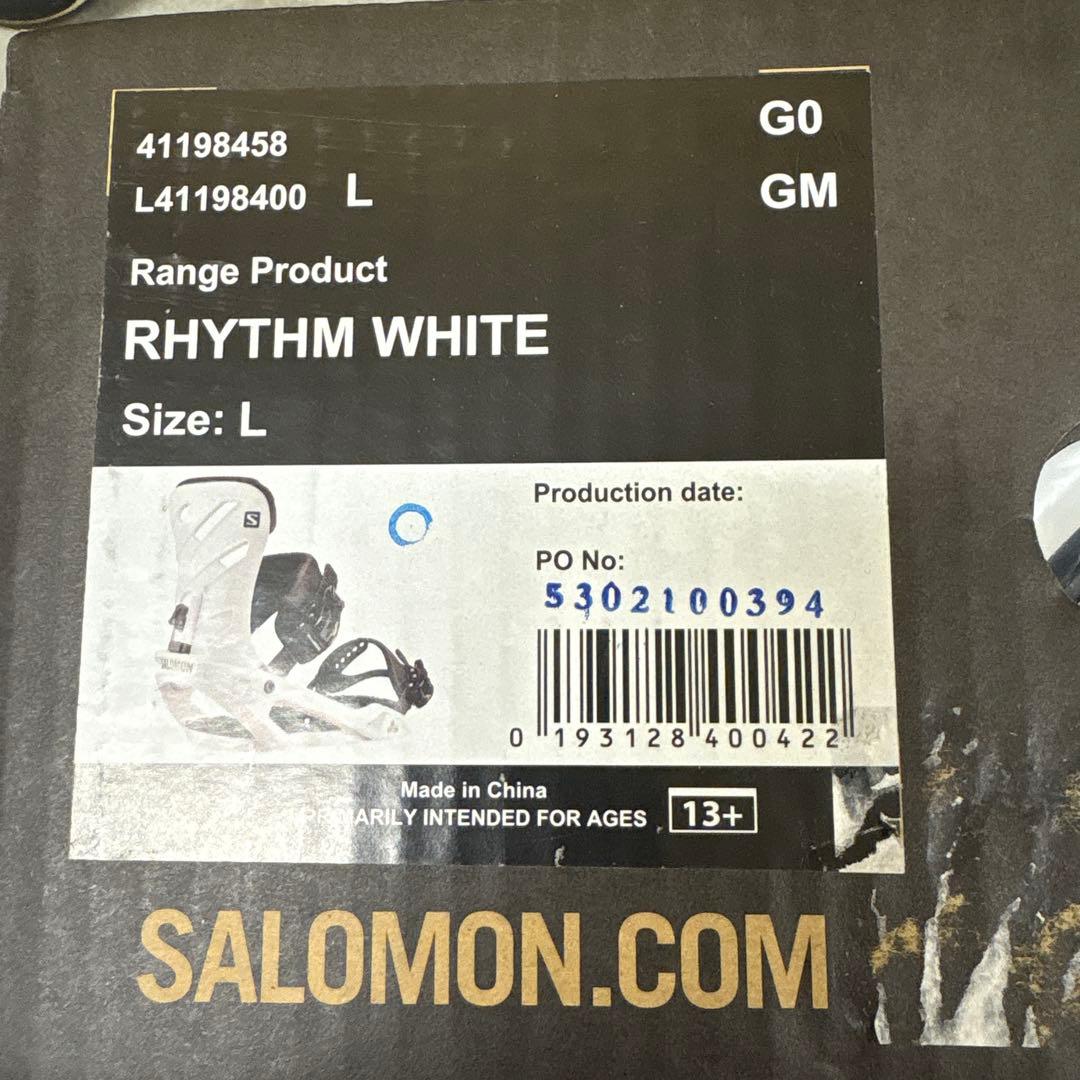 41198458
G0
L41198400 L
GM
Range Product
RHYTHM WHITE
Size: L
S
Production date:
PO No:
5302100394
0 193128 400422
Made in China
PRIMARILY INTENDED FOR AGES 13+
SALOMON.COM